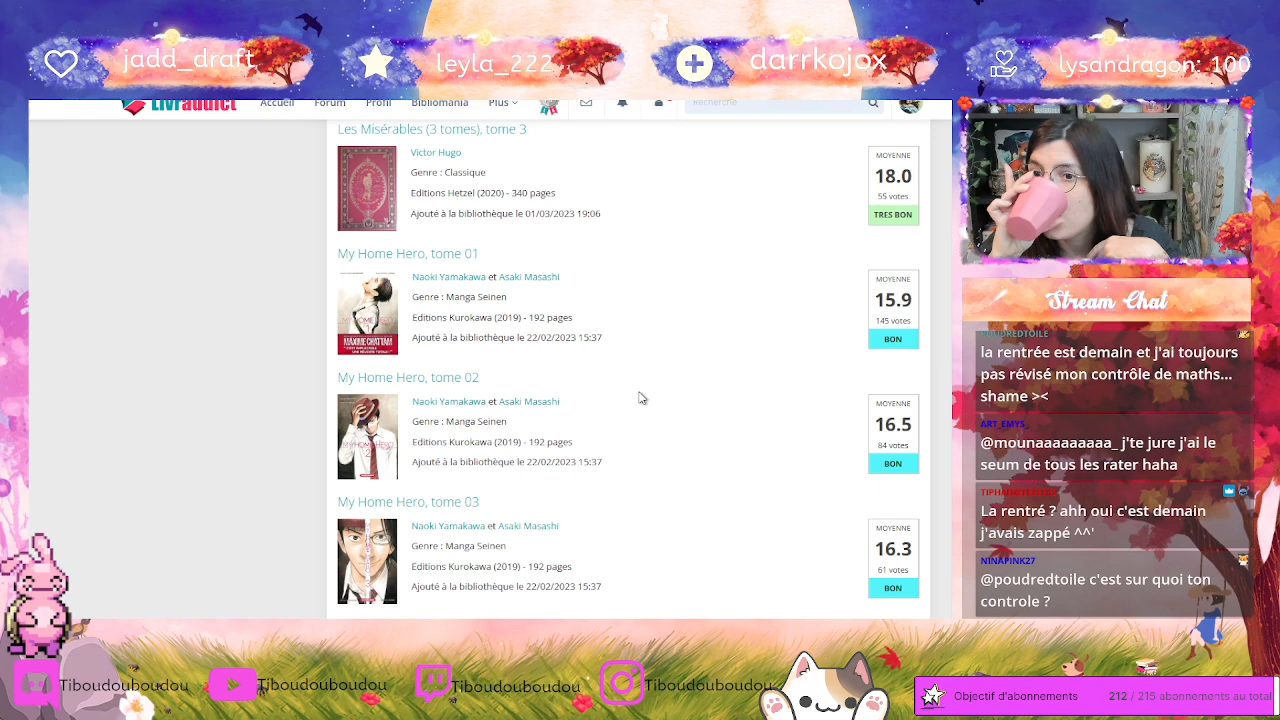 jadd_draft
leyla_222
darrkojox
lysandragon: 100
Livraddict
Accueil
Forum
Profil
Bibliomania
Plus
Recherche
Les Misérables (3 tomes), tome 3
Victor Hugo
Genre : Classique
Editions Hetzel (2020) - 340 pages
Ajouté à la bibliothèque le 01/03/2023 19:06
MOYENNE
18.0
55 votes
TRES BON
My Home Hero, tome 01
Naoki Yamakawa et Asaki Masashi
Genre : Manga Seinen
Editions Kurokawa (2019) - 192 pages
Ajouté à la bibliothèque le 22/02/2023 15:37
MAXIME CHATTAM
MOYENNE
15.9
145 votes
BON
My Home Hero, tome 02
Naoki Yamakawa et Asaki Masashi
Genre : Manga Seinen
Editions Kurokawa (2019) - 192 pages
Ajouté à la bibliothèque le 22/02/2023 15:37
MOYENNE
16.5
84 votes
BON
My Home Hero, tome 03
Naoki Yamakawa et Asaki Masashi
Genre : Manga Seinen
Editions Kurokawa (2019) - 192 pages
Ajouté à la bibliothèque le 22/02/2023 15:37
MOYENNE
16.3
61 votes
BON
Stream Chat
POUDREDTOILE
la rentrée est demain et j'ai toujours
pas révisé mon contrôle de maths...
shame ><
ART_EMYS_
@mounaaaaaaaaa_ j'te jure j'ai le
seum de tous les rater haha
La rentré ? ahh oui c'est demain
j'avais zappé ^^'
NINAPINK27
@poudredtoile c'est sur quoi ton
controle ?
Tiboudouboudou
Tiboudouboudou
Tiboudouboudou
Tiboudouboudou
Objectif d'abonnements
212 / 215 abonnements au total